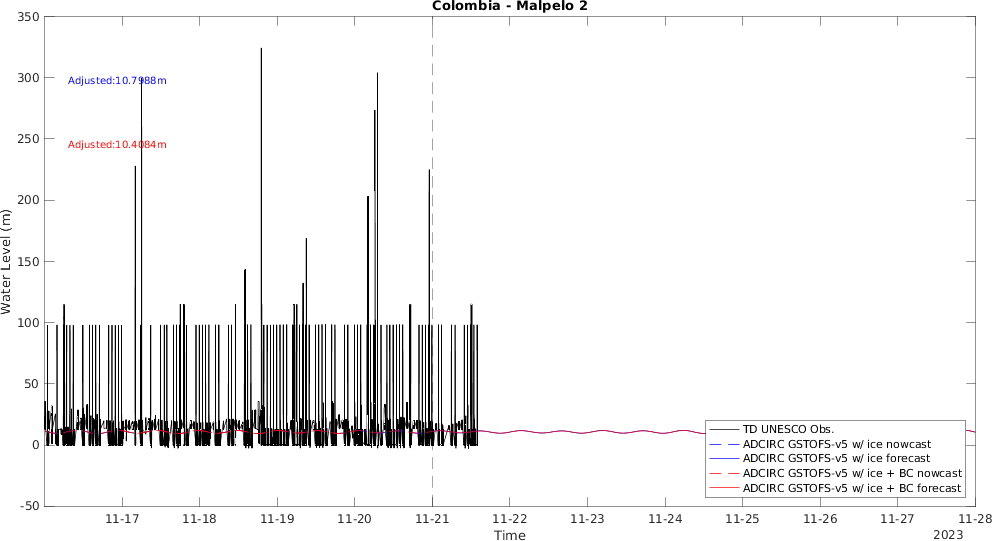 Colombia - Malpelo 2
350
300
250
200
150
100
50
0
-50
Water Level (m)
Adjusted:10.7988m
Adjusted:10.4084m
TD UNESCO Obs.
ADCIRC GSTOFS-v5 w/ ice nowcast
ADCIRC GSTOFS-v5 w/ ice forecast
ADCIRC GSTOFS-v5 w/ ice + BC nowcast
ADCIRC GSTOFS-v5 w/ ice + BC forecast
11-17 11-18 11-19 11-20 11-21 11-22 11-23 11-24 11-25 11-26 11-27 11-28
Time
2023